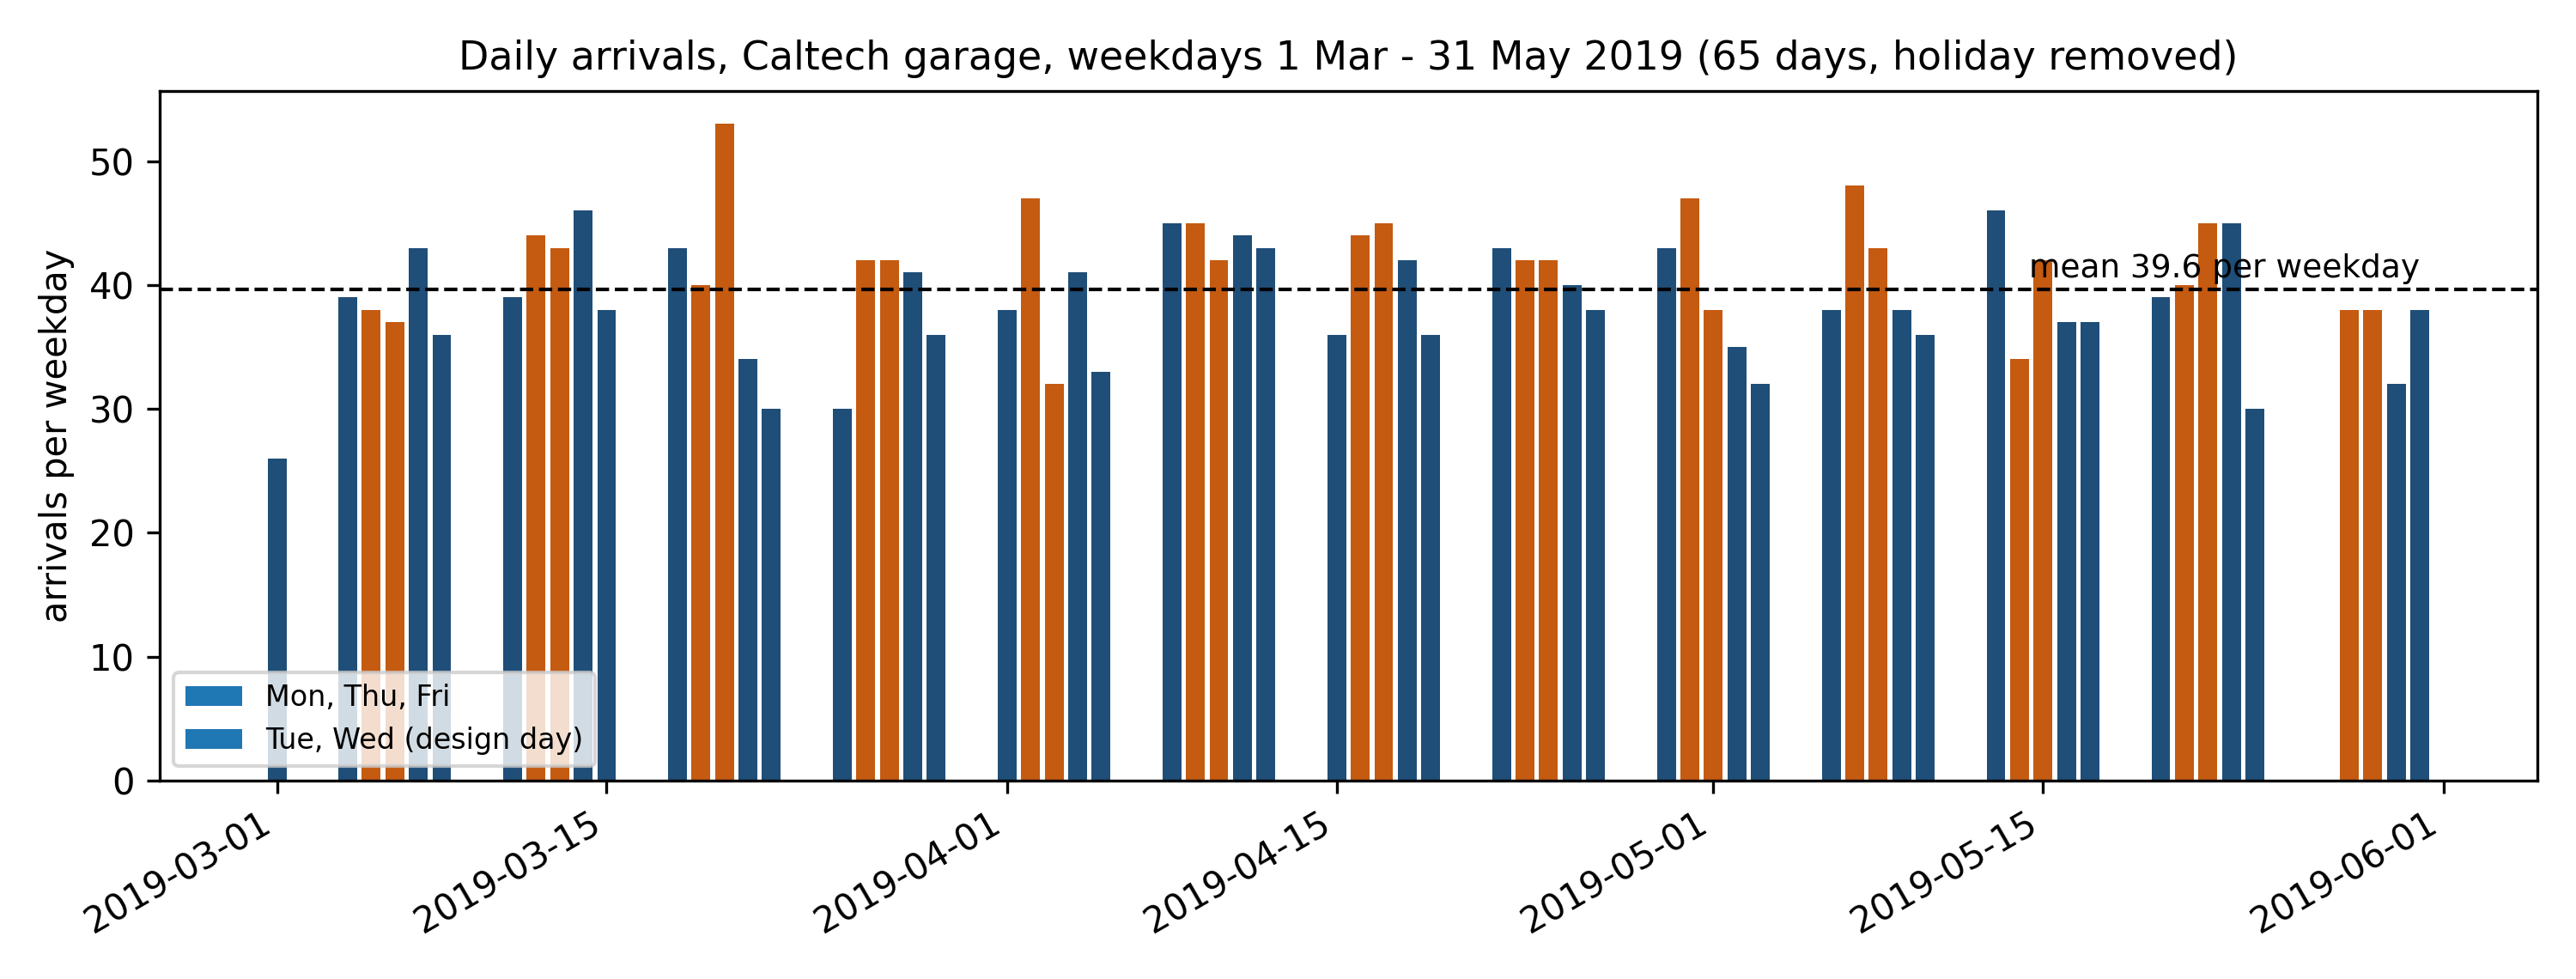 Daily arrivals, Caltech garage, weekdays 1 Mar - 31 May 2019 (65 days, holiday removed)
arrivals per weekday
50
40
30
20
10
0
mean 39.6 per weekday
Mon, Thu, Fri
Tue, Wed (design day)
2019-03-01
2019-03-15
2019-04-01
2019-04-15
2019-05-01
2019-05-15
2019-06-01